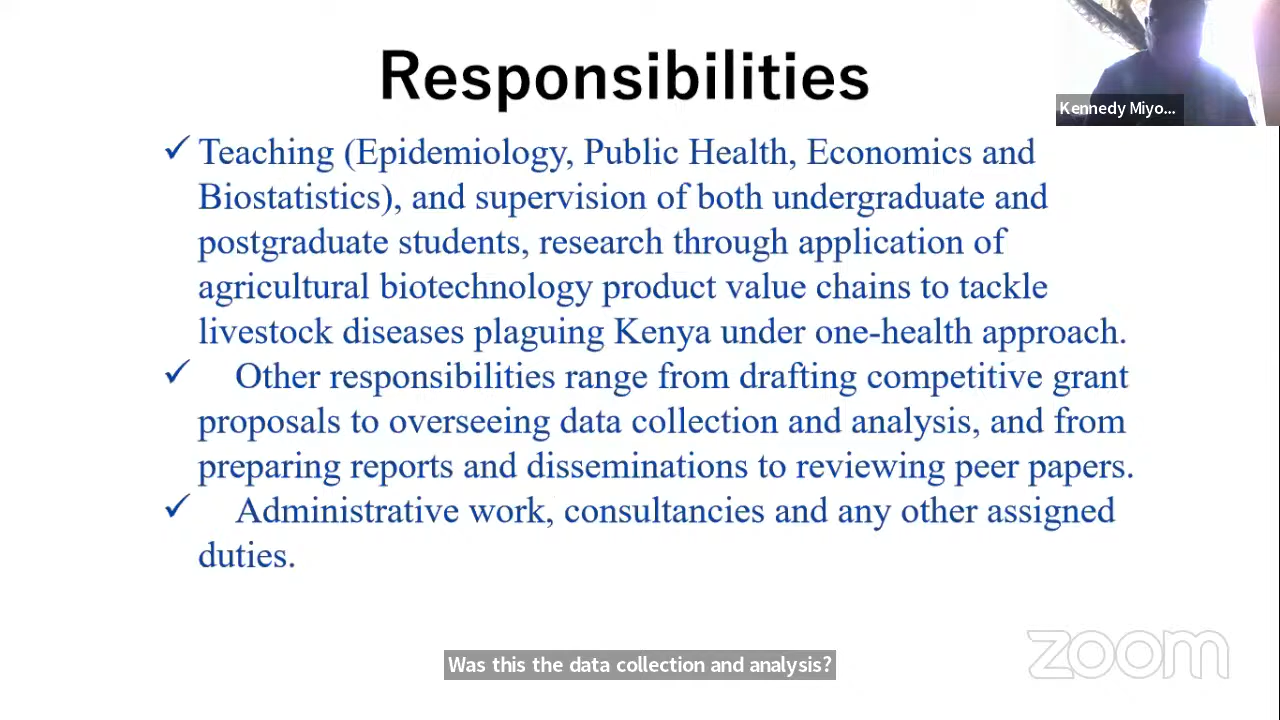 Responsibilities
Kennedy Miyo...
✓ Teaching (Epidemiology, Public Health, Economics and
Biostatistics), and supervision of both undergraduate and
postgraduate students, research through application of
agricultural biotechnology product value chains to tackle
livestock diseases plaguing Kenya under one-health approach.
✓ Other responsibilities range from drafting competitive grant
proposals to overseeing data collection and analysis, and from
preparing reports and disseminations to reviewing peer papers.
✓ Administrative work, consultancies and any other assigned
duties.
zoom
Was this the data collection and analysis?